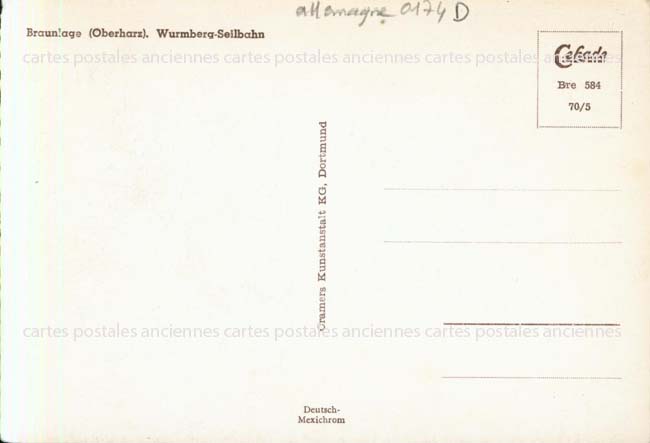 allemagne 0174 D
Braunlage (Oberharz). Wurmberg-Seilbahn
Cekade
Bre 584
70/5
cartes postales anciennes cartes postales anciennes cartes postales anciennes
Cramers Kunstanstalt KG, Dortmund
cartes postales anciennes cartes postales anciennes cartes postales anciennes
Deutsch-
Mexichrom